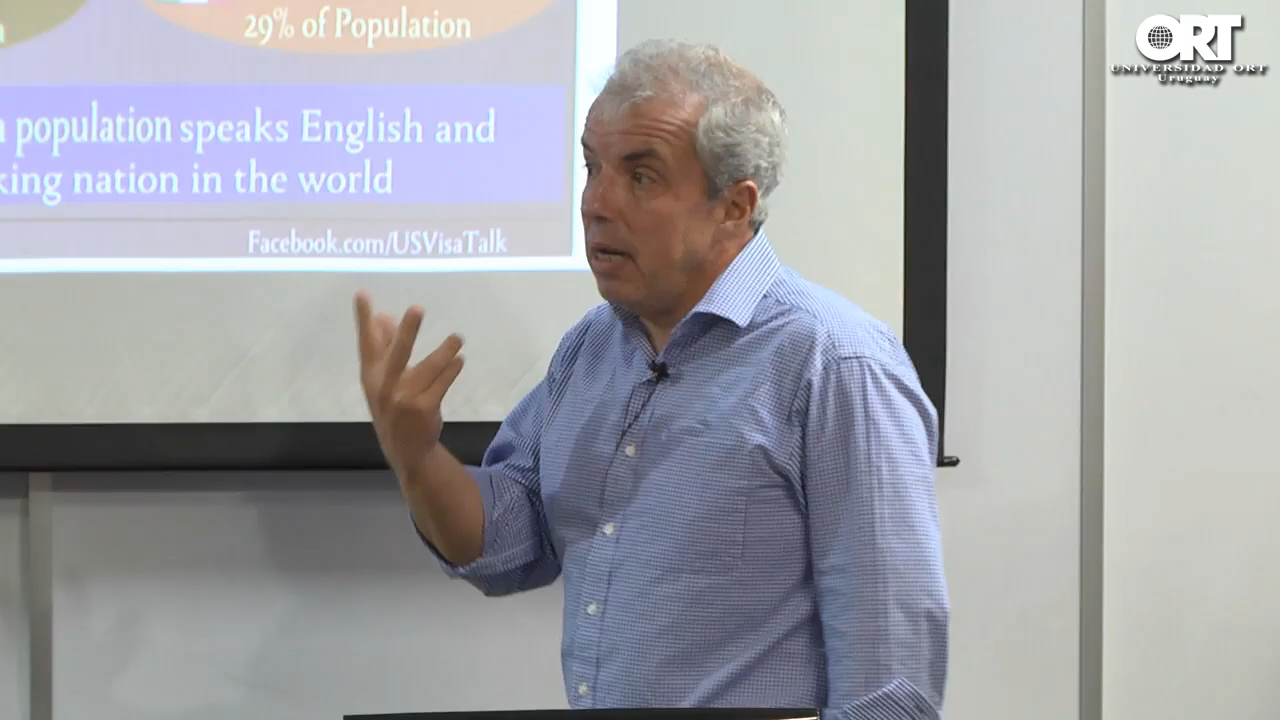 29% of Population
population speaks English and
king nation in the world
Facebook.com/USVisaTalk
ORT
UNIVERSIDAD ORT
Uruguay